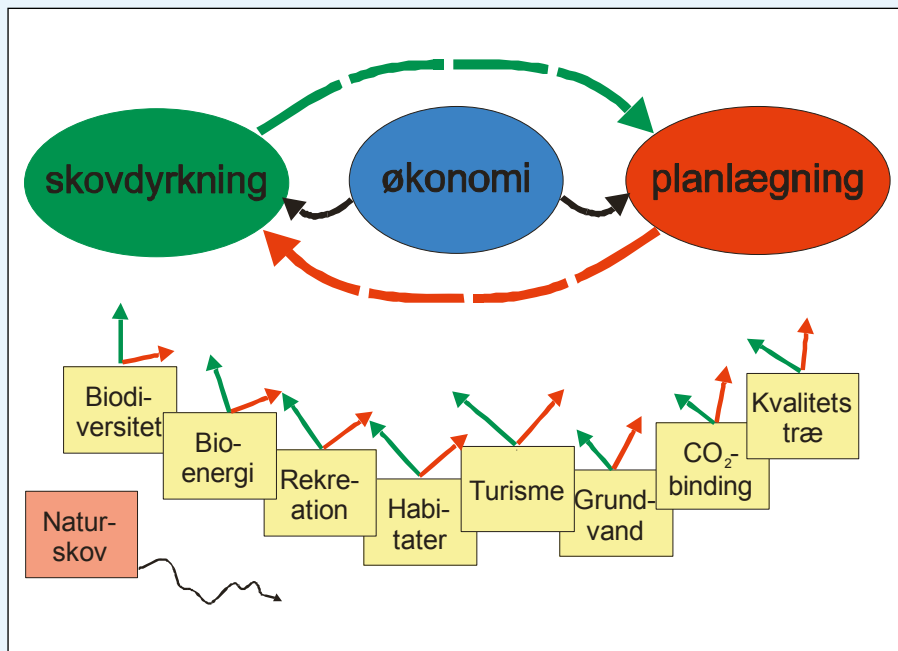 skovdyrkning
økonomi
planlægning
Biodi-
versitet
Bio-
energi
Rekre-
ation
Habi-
tater
Turisme
Grund-
vand
CO₂-
binding
Kvalitets
træ
Natur-
skov